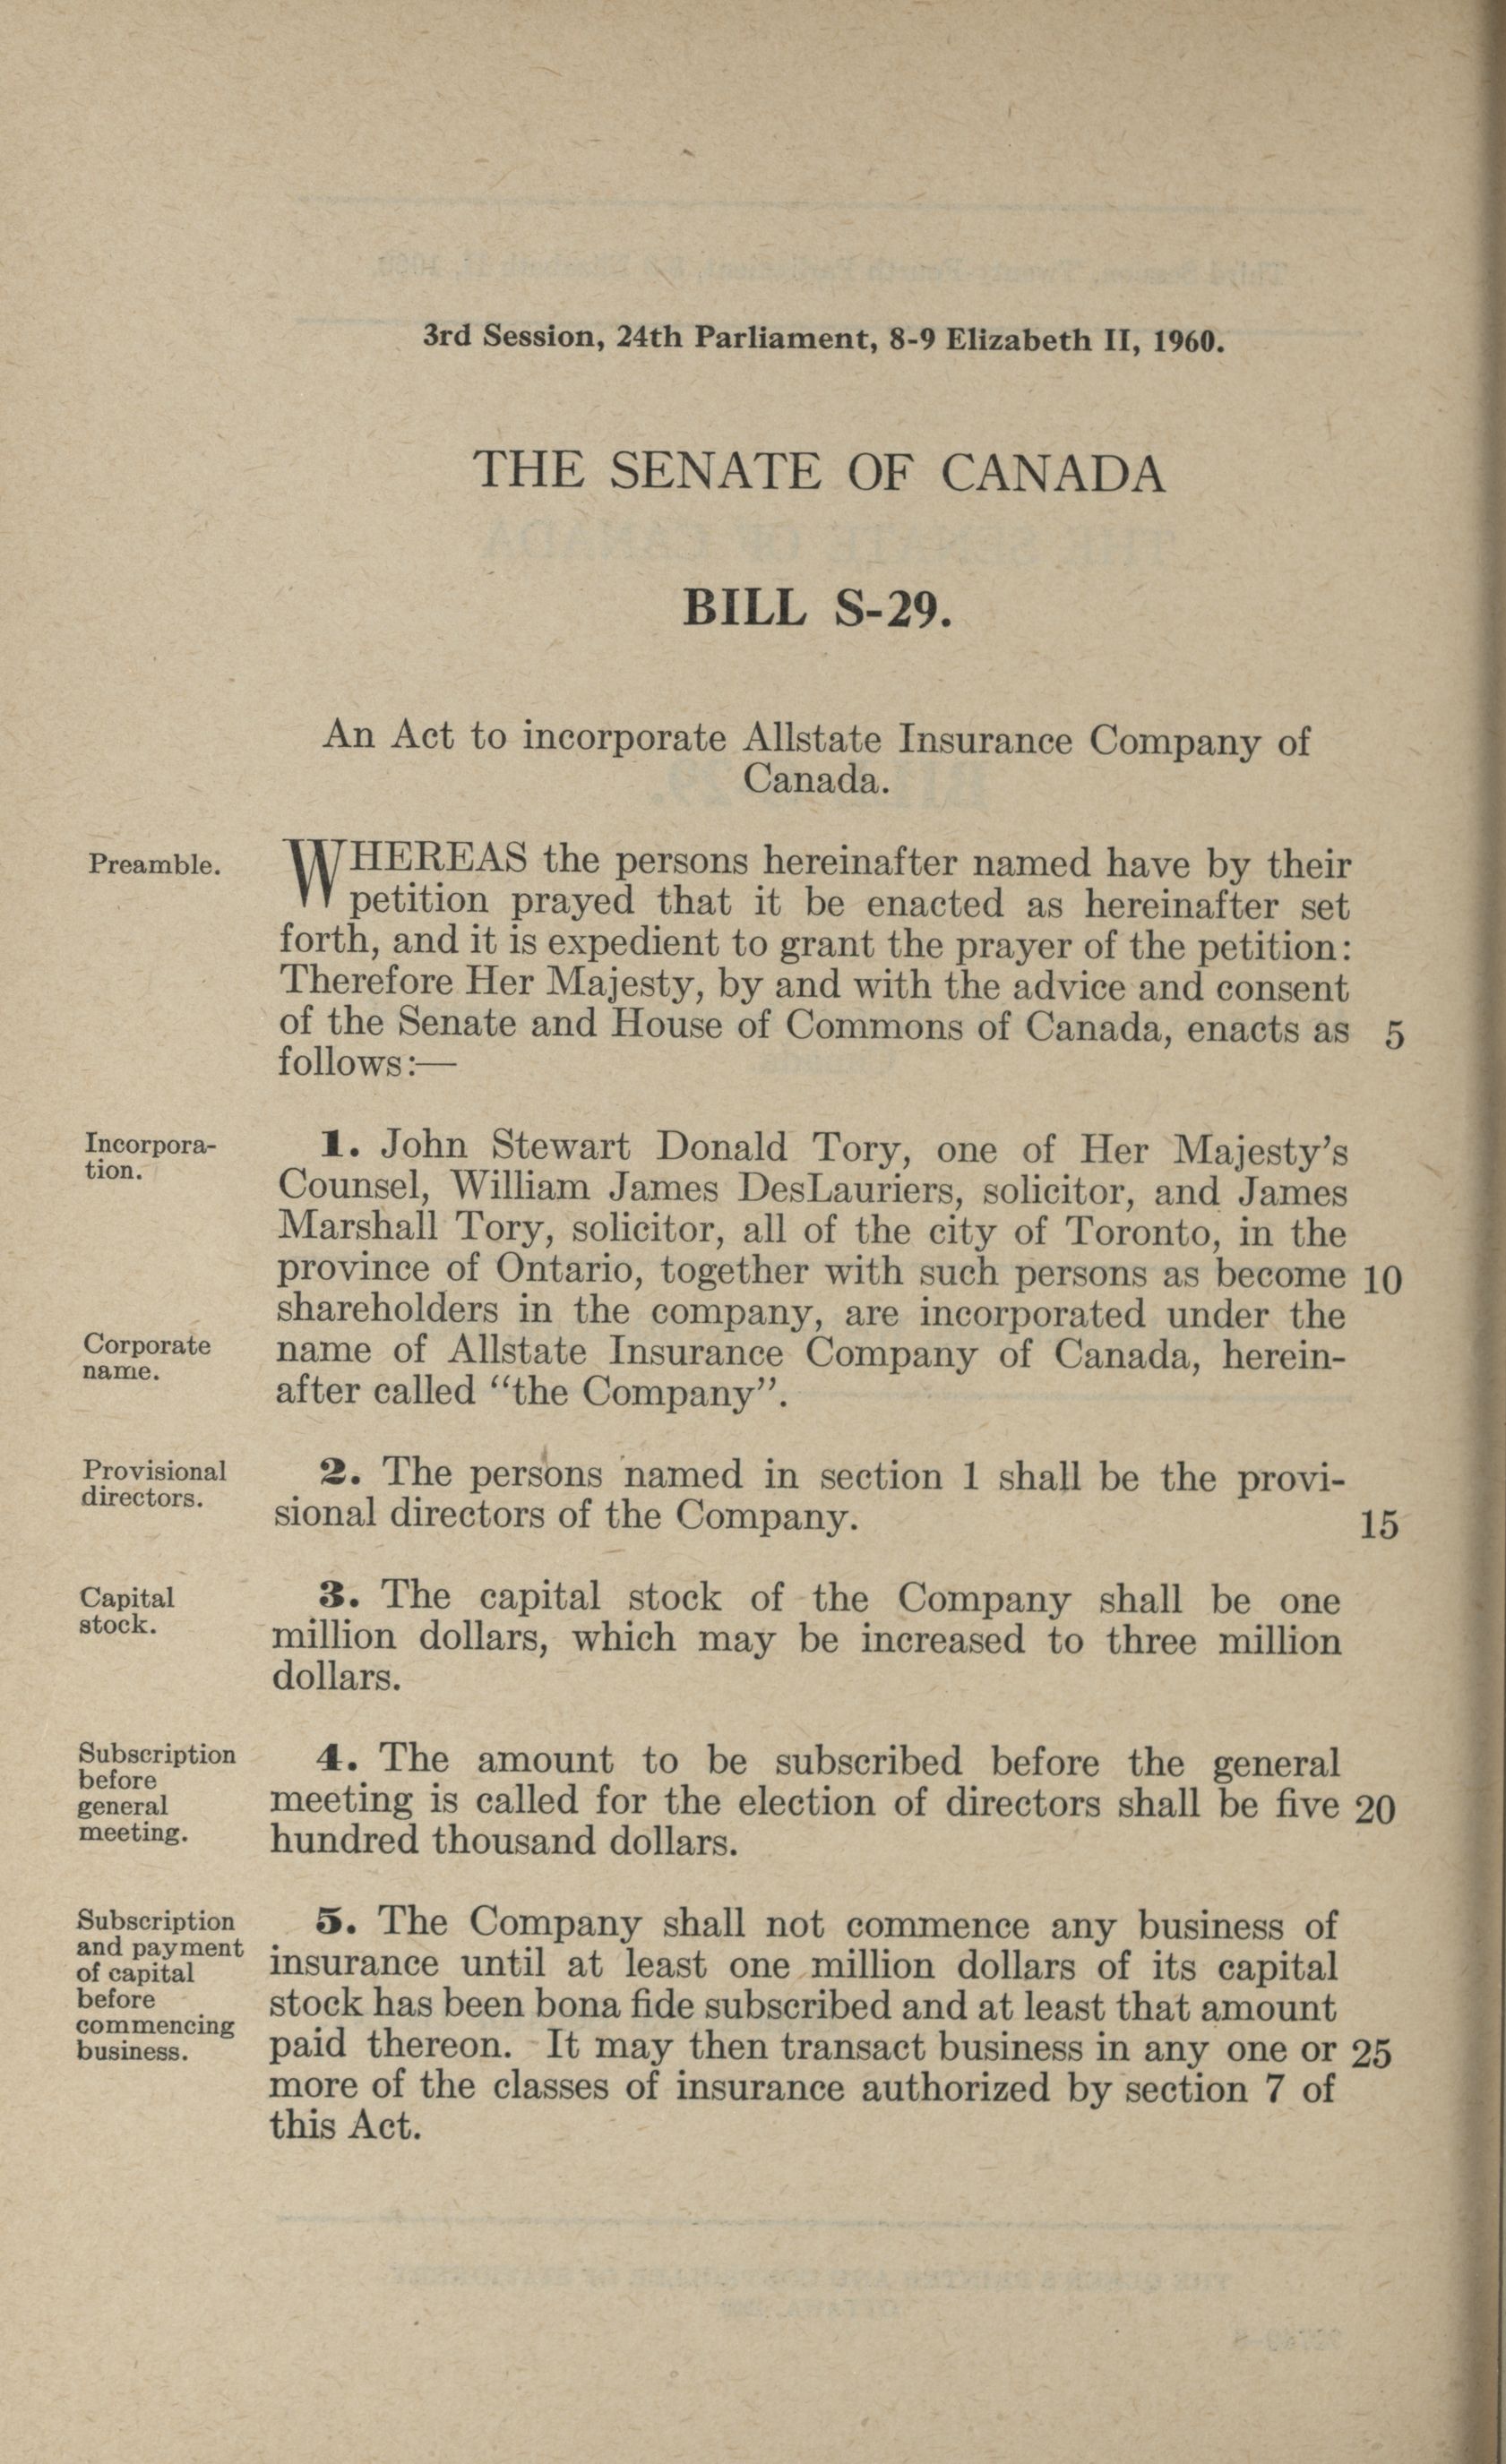 3rd Session, 24th Parliament, 8-9 Elizabeth II, 1960.
THE SENATE OF CANADA
BILL S-29.
An Act to incorporate Allstate Insurance Company of
Canada.
Preamble.
WHEREAS the persons hereinafter named have by their
petition prayed that it be enacted as hereinafter set
forth, and it is expedient to grant the prayer of the petition:
Therefore Her Majesty, by and with the advice and consent
of the Senate and House of Commons of Canada, enacts as 5
follows:—
Incorpora-
tion.
1. John Stewart Donald Tory, one of Her Majesty's
Counsel, William James DesLauriers, solicitor, and James
Marshall Tory, solicitor, all of the city of Toronto, in the
province of Ontario, together with such persons as become 10
shareholders in the company, are incorporated under the
Corporate
name.
name of Allstate Insurance Company of Canada, herein-
after called “the Company”.
Provisional
directors.
2. The persons named in section 1 shall be the provi-
sional directors of the Company. 15
Capital
stock.
3. The capital stock of the Company shall be one
million dollars, which may be increased to three million
dollars.
Subscription
before
general
meeting.
4. The amount to be subscribed before the general
meeting is called for the election of directors shall be five 20
hundred thousand dollars.
Subscription
and payment
of capital
before
commencing
business.
5. The Company shall not commence any business of
insurance until at least one million dollars of its capital
stock has been bona fide subscribed and at least that amount
paid thereon. It may then transact business in any one or 25
more of the classes of insurance authorized by section 7 of
this Act.